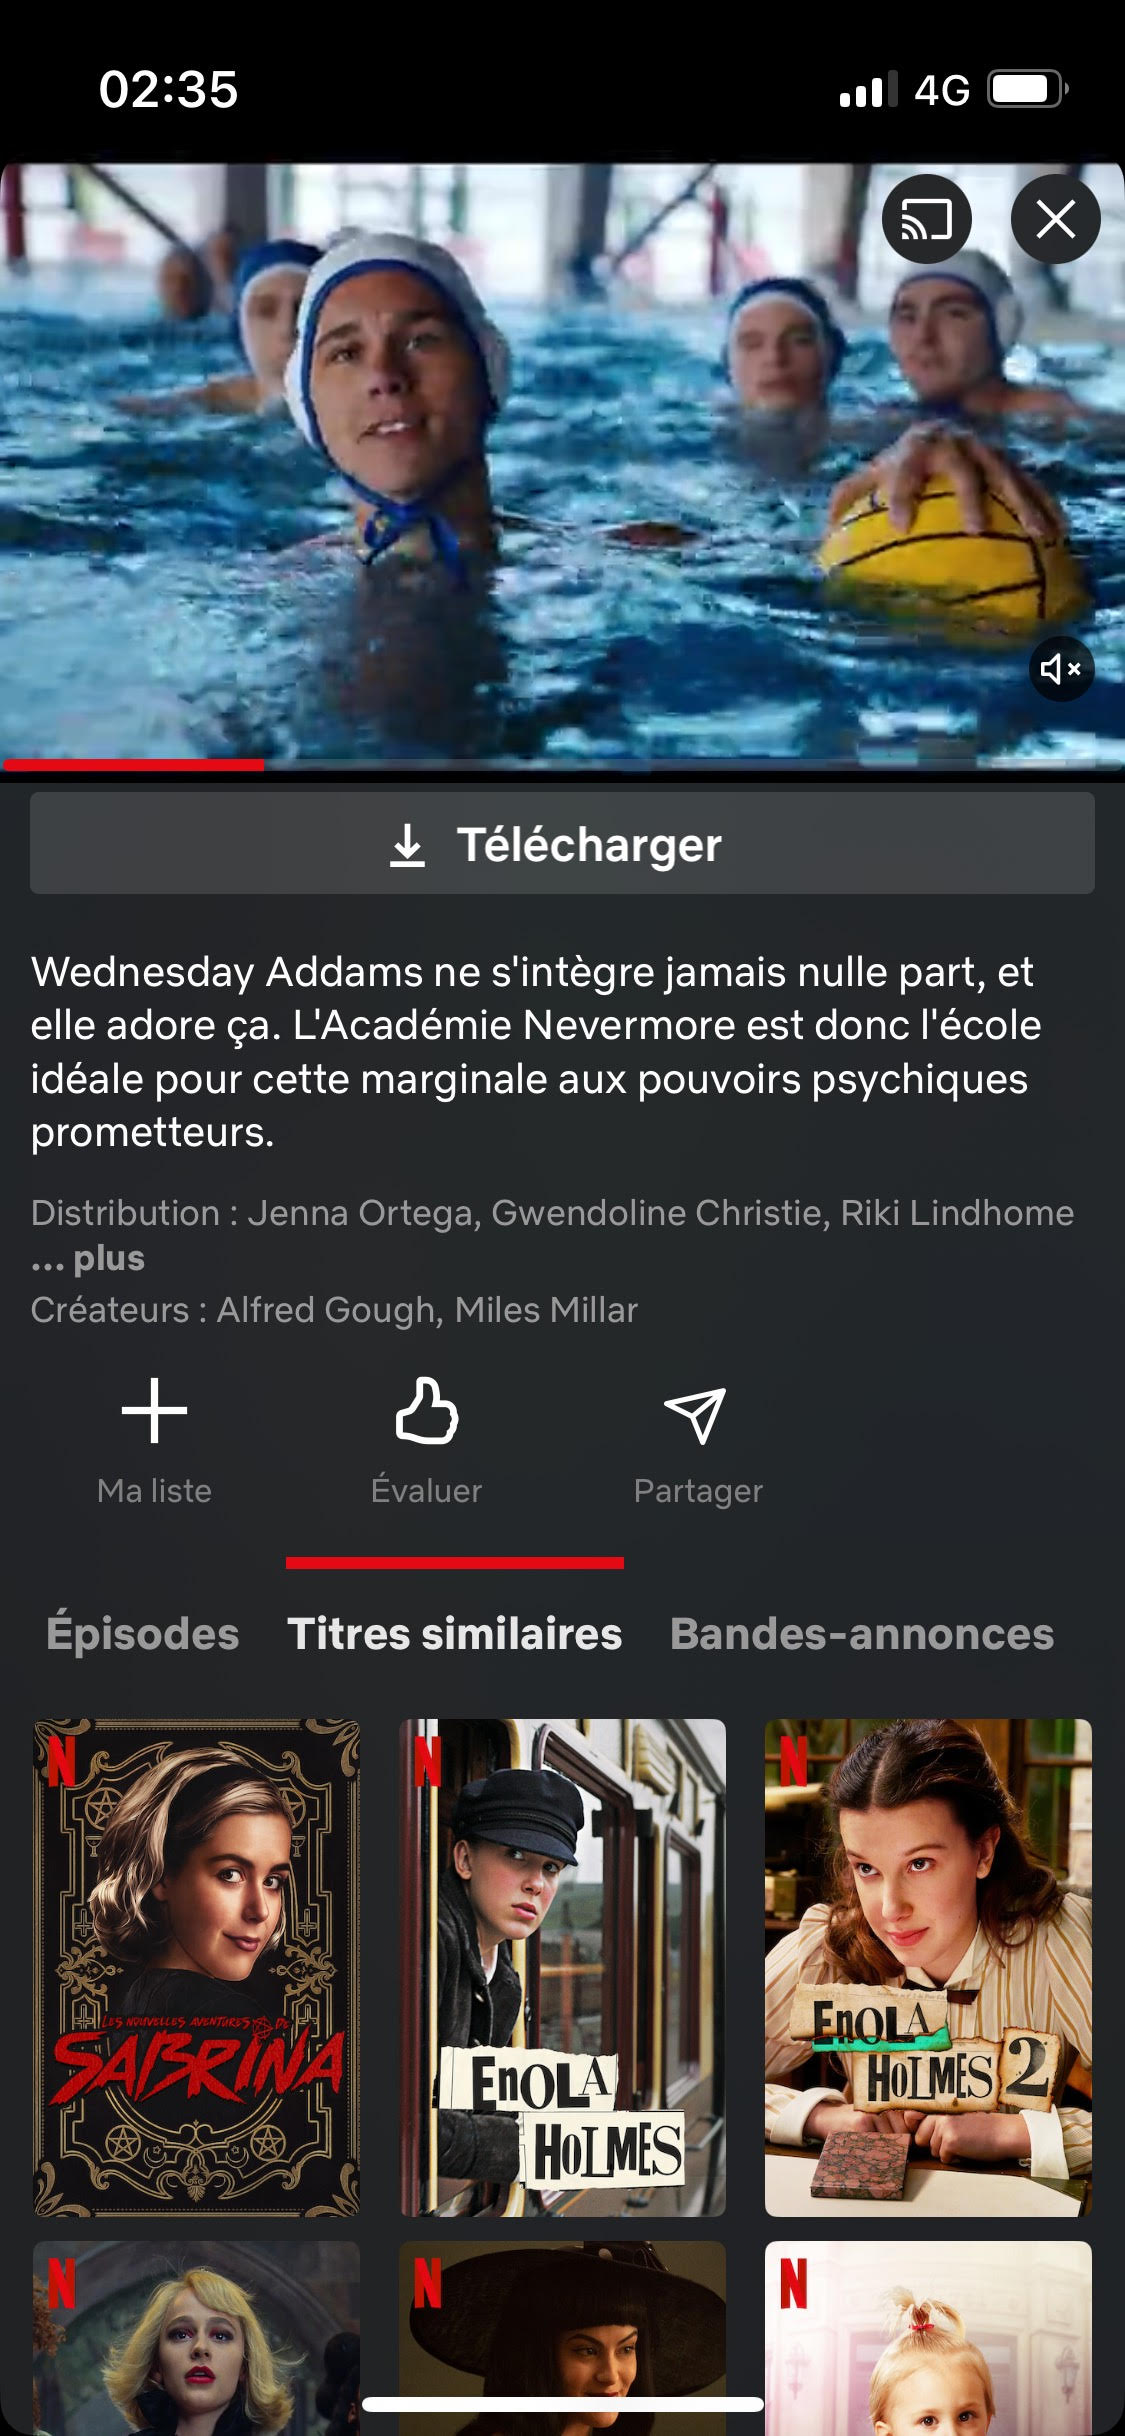 02:35
4G
Télécharger
Wednesday Addams ne s'intègre jamais nulle part, et
elle adore ça. L'Académie Nevermore est donc l'école
idéale pour cette marginale aux pouvoirs psychiques
prometteurs.
Distribution : Jenna Ortega, Gwendoline Christie, Riki Lindhome
... plus
Créateurs : Alfred Gough, Miles Millar
Ma liste
Évaluer
Partager
Épisodes
Titres similaires
Bandes-annonces
N
N
N
LES NOUVELLES AVENTURES DE
SABRINA
ENOLA
HOLMES
ENOLA
HOLMES 2
N
N
N